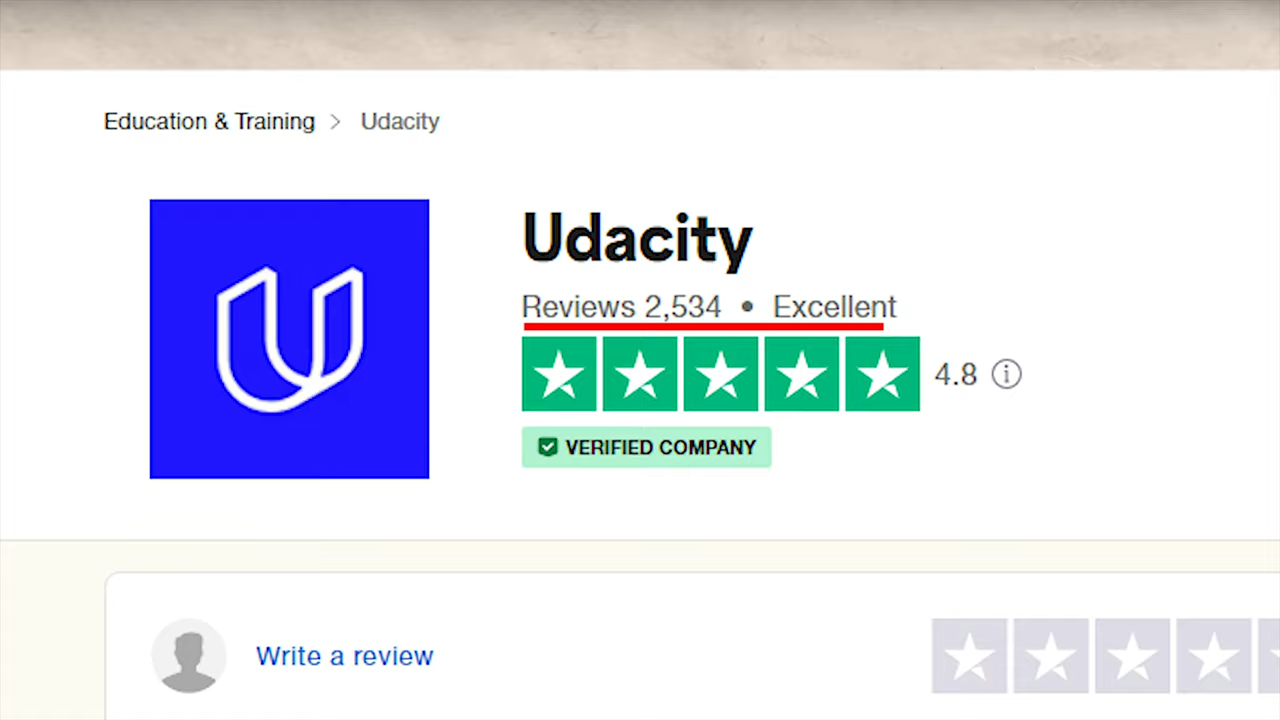 Education & Training > Udacity
Udacity
Reviews 2,534 • Excellent
4.8
VERIFIED COMPANY
Write a review